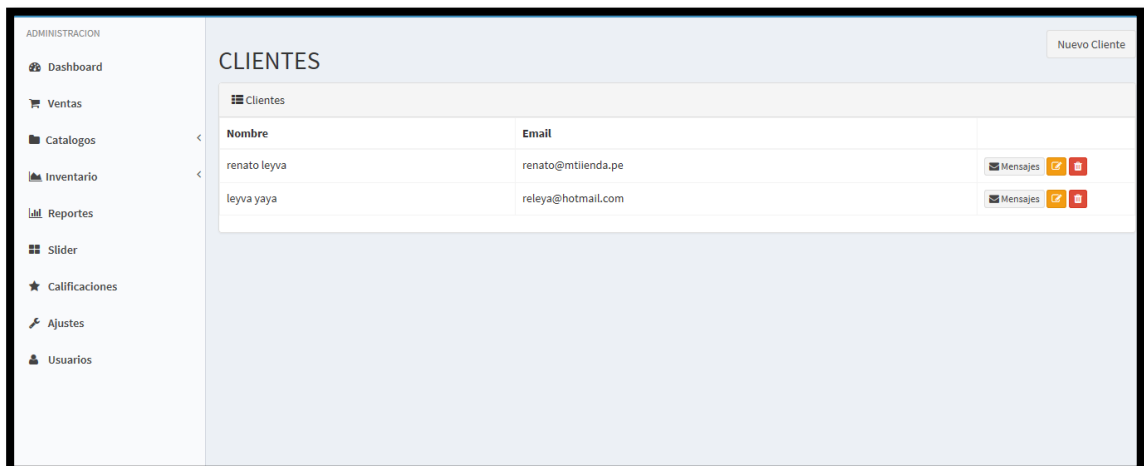 ADMINISTRACION
Dashboard
Ventas
Catalogos
Inventario
Reportes
Slider
Calificaciones
Ajustes
Usuarios
Nuevo Cliente
CLIENTES
Clientes
Nombre Email
renato leyva renato@mtiienda.pe Mensajes
leyva yaya releya@hotmail.com Mensajes